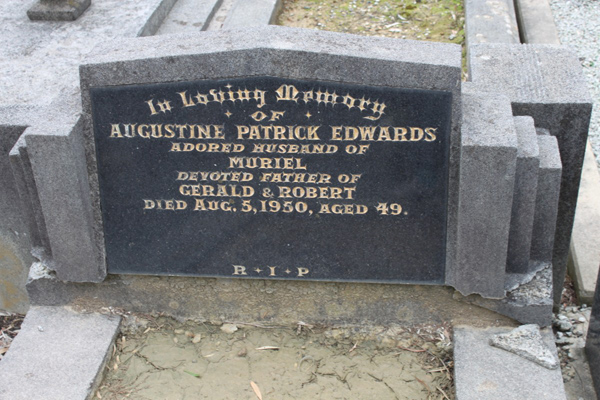 In Loving Memory
OF
AUGUSTINE PATRICK EDWARDS
ADORED HUSBAND OF
MURIEL
DEVOTED FATHER OF
GERALD & ROBERT
DIED AUG. 5, 1950, AGED 49.
R · I · P